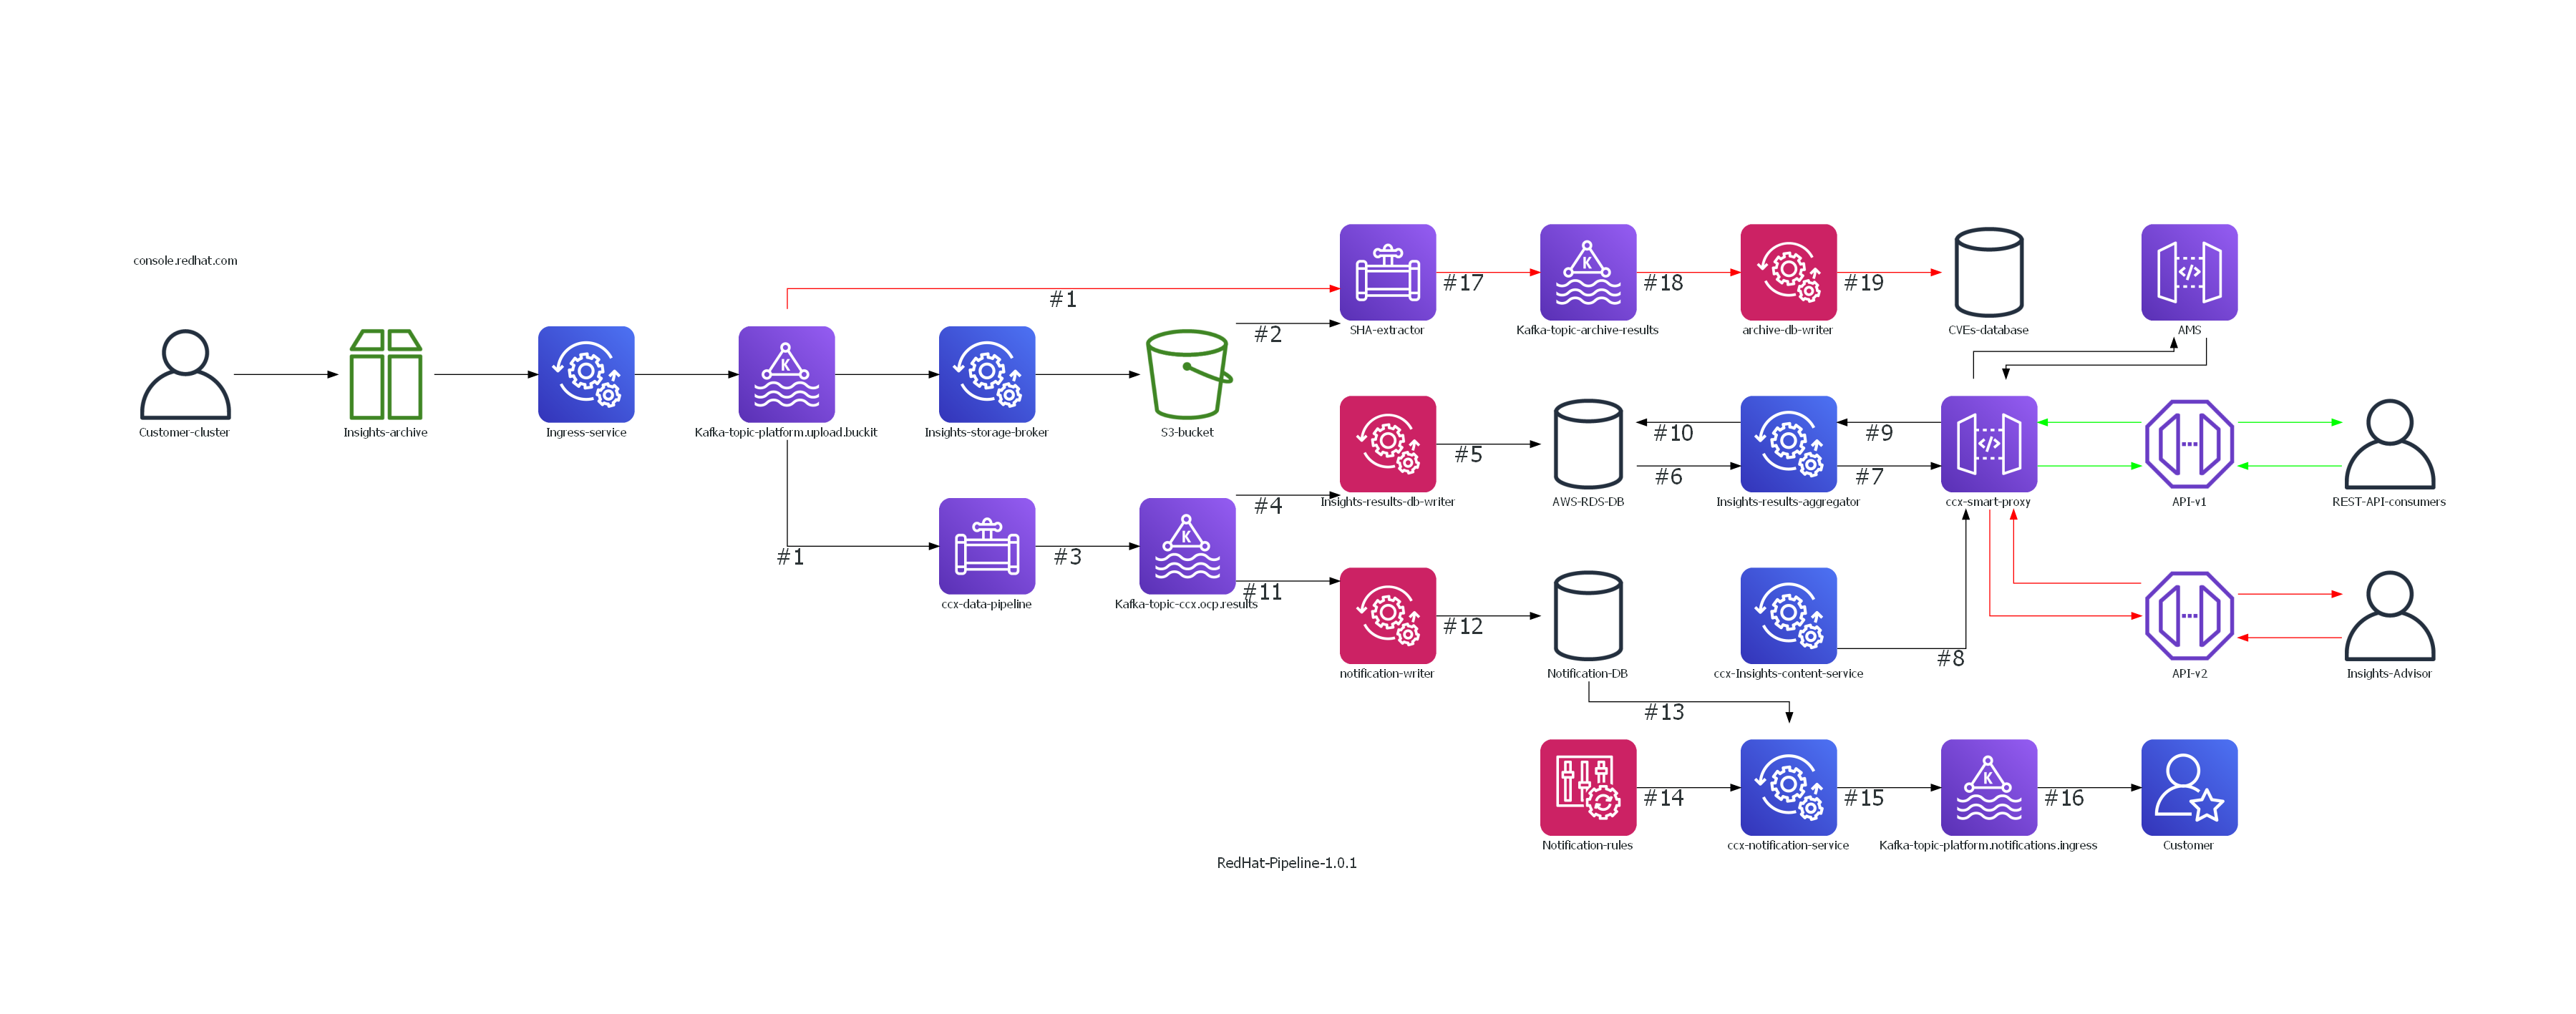 console.redhat.com
#1
#2
#17
#18
#19
SHA-extractor
Kafka-topic-archive-results
archive-db-writer
CVEs-database
AMS
Customer-cluster
Insights-archive
Ingress-service
Kafka-topic-platform.upload.buckit
Insights-storage-broker
S3-bucket
#5
#10
#9
#6
#7
#4
Insights-results-db-writer
AWS-RDS-DB
Insights-results-aggregator
ccx-smart-proxy
API-v1
REST-API-consumers
#1
#3
#11
ccx-data-pipeline
Kafka-topic-ccx.ocp.results
#12
#8
notification-writer
Notification-DB
ccx-Insights-content-service
API-v2
Insights-Advisor
#13
#14
#15
#16
Notification-rules
ccx-notification-service
Kafka-topic-platform.notifications.ingress
Customer
RedHat-Pipeline-1.0.1
K
K
K
K